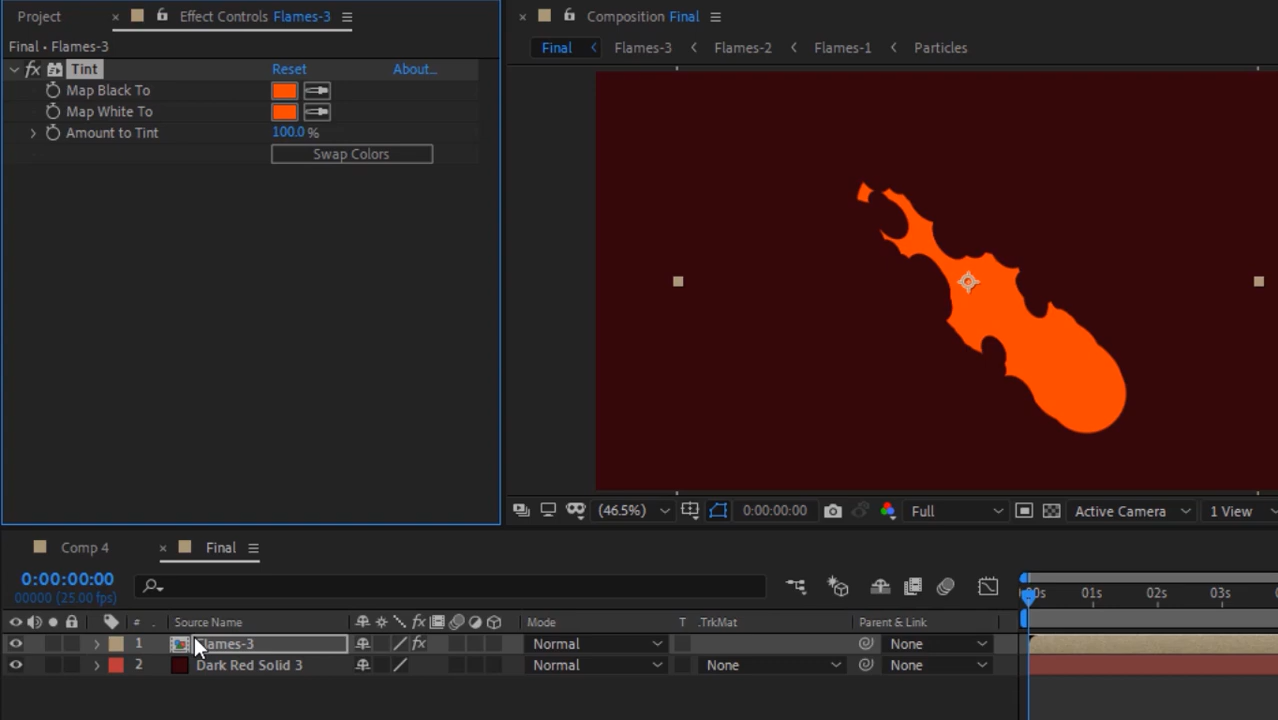 Project
Effect Controls Flames-3
Final • Flames-3
fx Tint Reset About...
Map Black To
Map White To
Amount to Tint 100.0 %
Swap Colors
Composition Final
Final Flames-3 Flames-2 Flames-1 Particles
(46.5%) 0:00:00:00 Full Active Camera 1 View
Comp 4 Final
0:00:00:00
00000 (25.00 fps)
00s 01s 02s 03s
# Source Name fx Mode T .TrkMat Parent & Link
1 Flames-3 fx Normal None
2 Dark Red Solid 3 Normal None None